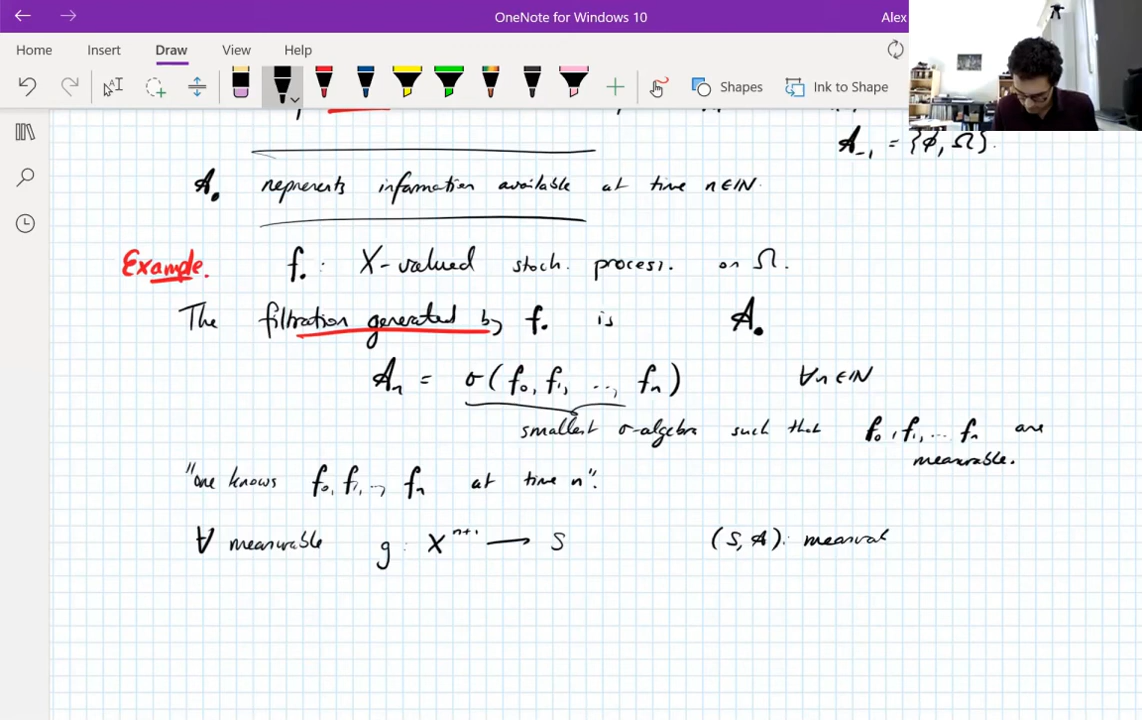 OneNote for Windows 10
Alex
Home Insert Draw View Help
Shapes Ink to Shape
A₋₁ = {ϕ, Ω}.
A. represents information available at time n∈ℕ.
Example. f. : X-valued stoch. process. on Ω.
The filtration generated by f. is A.
Aₙ = σ(f₀, f₁, ..., fₙ) ∀n∈ℕ
smallest σ-algebra such that f₀, f₁, ... fₙ are
measurable.
"one knows f₀, f₁, .., fₙ at time n".
∀ measurable g : Xⁿ⁺¹ → S (S, A): measurab